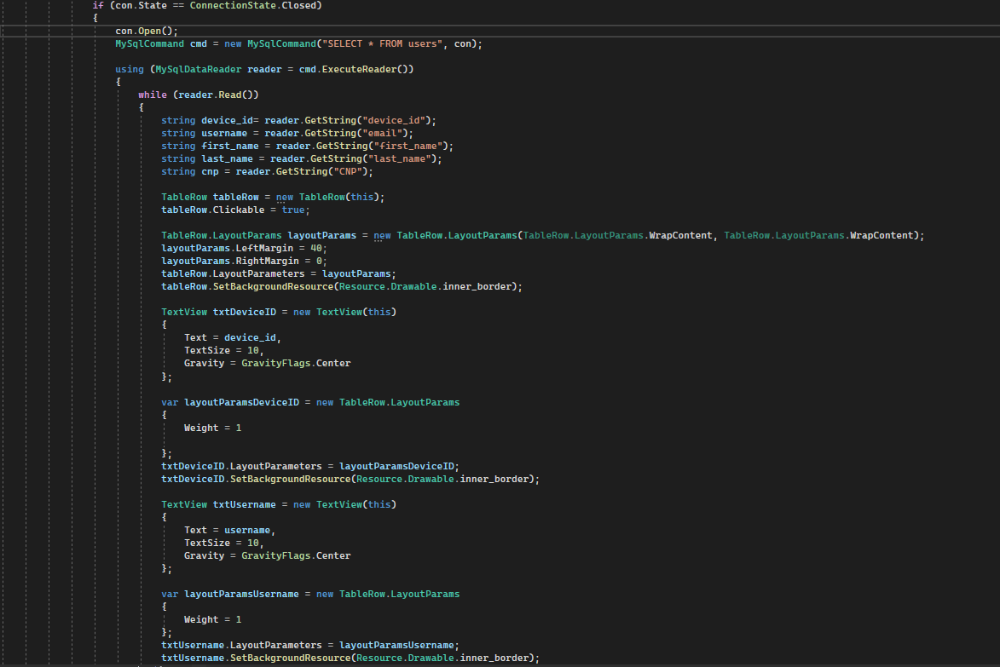 if (con.State == ConnectionState.Closed)
{
con.Open();
MySqlCommand cmd = new MySqlCommand("SELECT * FROM users", con);
using (MySqlDataReader reader = cmd.ExecuteReader())
{
while (reader.Read())
{
string device_id= reader.GetString("device_id");
string username = reader.GetString("email");
string first_name = reader.GetString("first_name");
string last_name = reader.GetString("last_name");
string cnp = reader.GetString("CNP");
TableRow tableRow = new TableRow(this);
tableRow.Clickable = true;
TableRow.LayoutParams layoutParams = new TableRow.LayoutParams(TableRow.LayoutParams.WrapContent, TableRow.LayoutParams.WrapContent);
layoutParams.LeftMargin = 40;
layoutParams.RightMargin = 0;
tableRow.LayoutParameters = layoutParams;
tableRow.SetBackgroundResource(Resource.Drawable.inner_border);
TextView txtDeviceID = new TextView(this)
{
Text = device_id,
TextSize = 10,
Gravity = GravityFlags.Center
};
var layoutParamsDeviceID = new TableRow.LayoutParams
{
Weight = 1
};
txtDeviceID.LayoutParameters = layoutParamsDeviceID;
txtDeviceID.SetBackgroundResource(Resource.Drawable.inner_border);
TextView txtUsername = new TextView(this)
{
Text = username,
TextSize = 10,
Gravity = GravityFlags.Center
};
var layoutParamsUsername = new TableRow.LayoutParams
{
Weight = 1
};
txtUsername.LayoutParameters = layoutParamsUsername;
txtUsername.SetBackgroundResource(Resource.Drawable.inner_border);